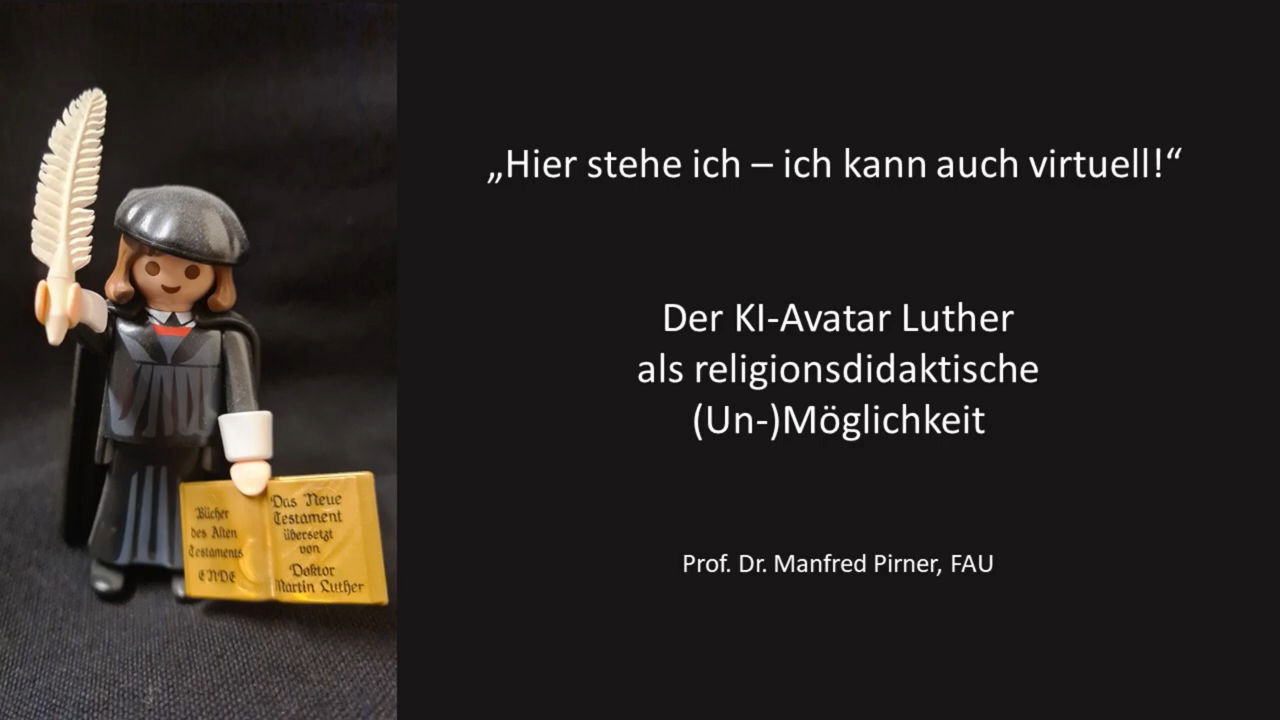 „Hier stehe ich – ich kann auch virtuell!“
Der KI-Avatar Luther
als religionsdidaktische
(Un-)Möglichkeit
Prof. Dr. Manfred Pirner, FAU
Bücher
des Alten
Testaments
ENDE
Das Neue
Testament
übersetzt
von
Doktor
Martin Luther